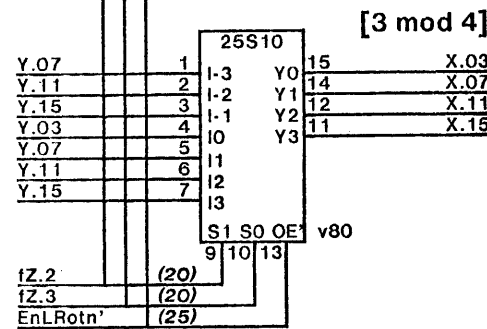 [3 mod 4]
25S10
Y.07 1 I-3 Y0 15 X.03
Y.11 2 I-2 Y1 14 X.07
Y.15 3 I-1 Y2 12 X.11
Y.03 4 I0 Y3 11 X.15
Y.07 5 I1
Y.11 6 I2
Y.15 7 I3
S1 S0 OE' v80
9 10 13
fZ.2 (20)
fZ.3 (20)
EnLRotn' (25)